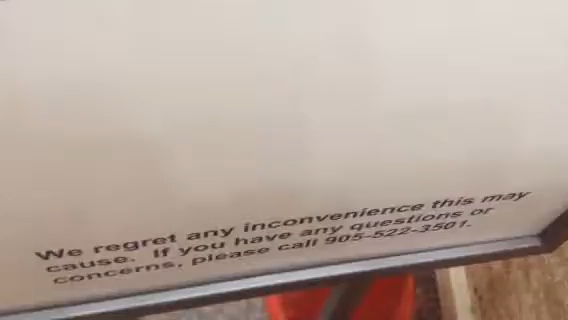 We regret any inconvenience this may
cause. If you have any questions or
concerns, please call 905-522-3501.